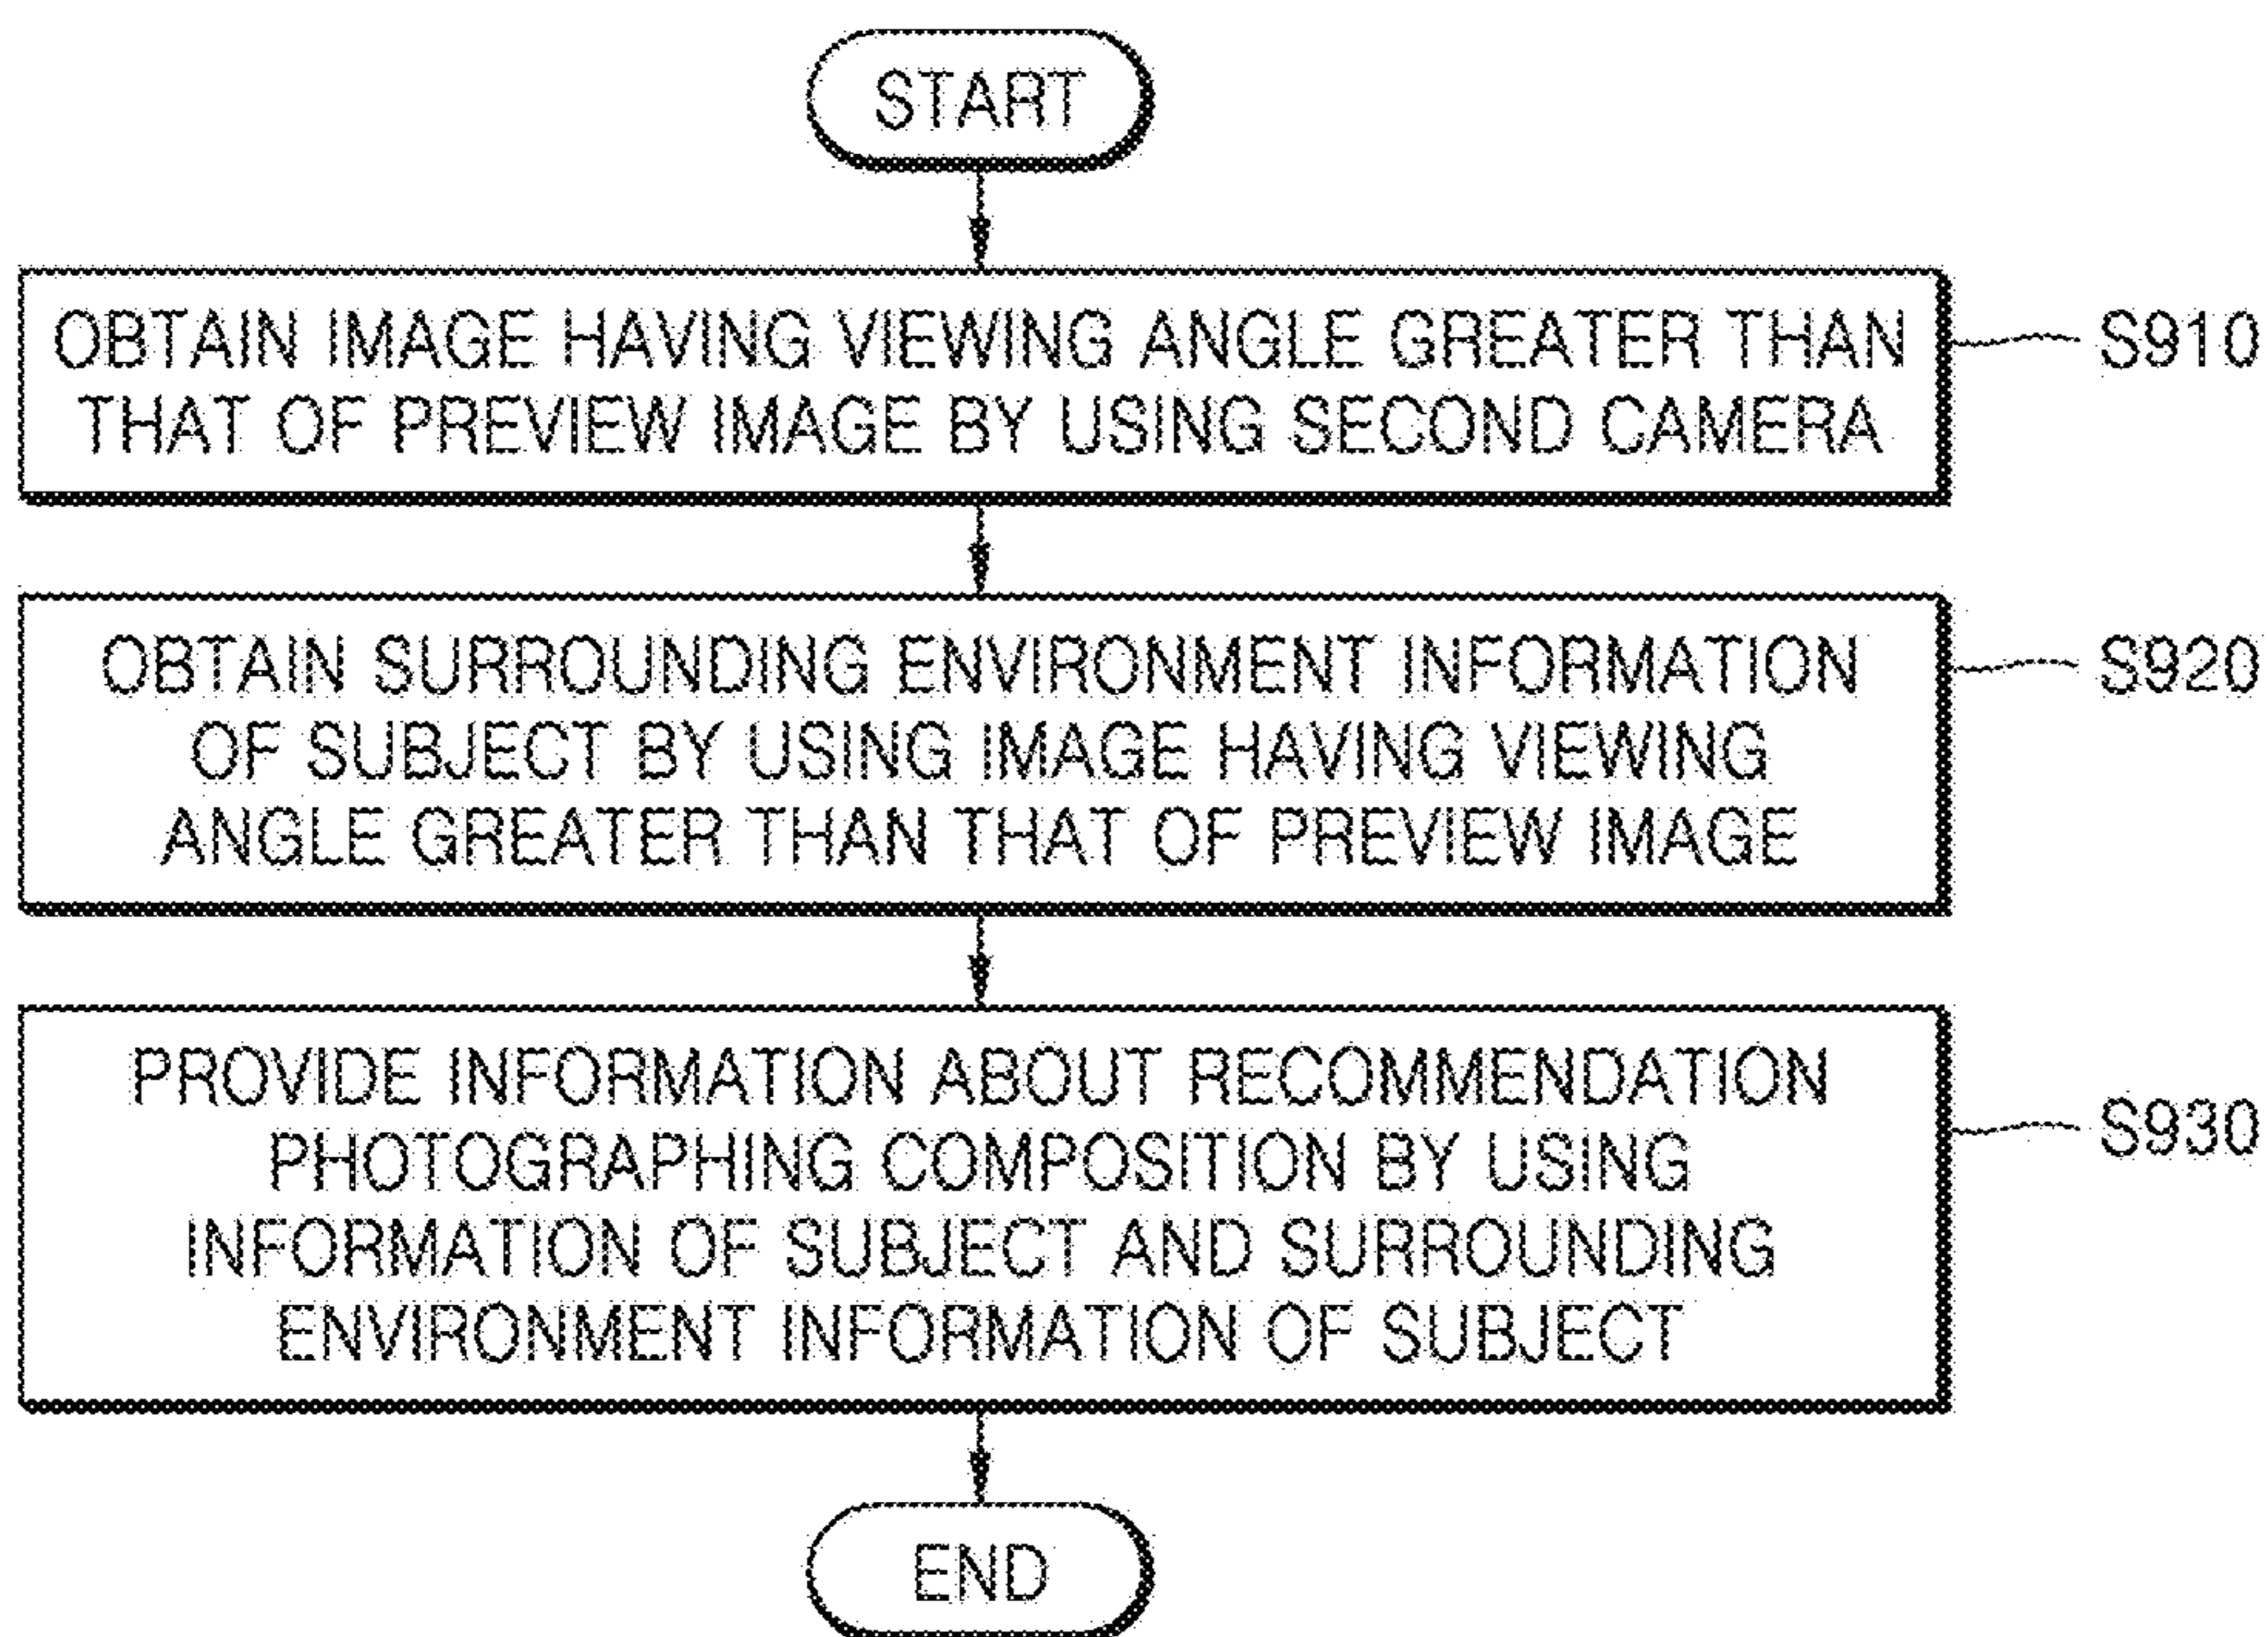 START
OBTAIN IMAGE HAVING VIEWING ANGLE GREATER THAN
THAT OF PREVIEW IMAGE BY USING SECOND CAMERA
S910
OBTAIN SURROUNDING ENVIRONMENT INFORMATION
OF SUBJECT BY USING IMAGE HAVING VIEWING
ANGLE GREATER THAN THAT OF PREVIEW IMAGE
S920
PROVIDE INFORMATION ABOUT RECOMMENDATION
PHOTOGRAPHING COMPOSITION BY USING
INFORMATION OF SUBJECT AND SURROUNDING
ENVIRONMENT INFORMATION OF SUBJECT
S930
END